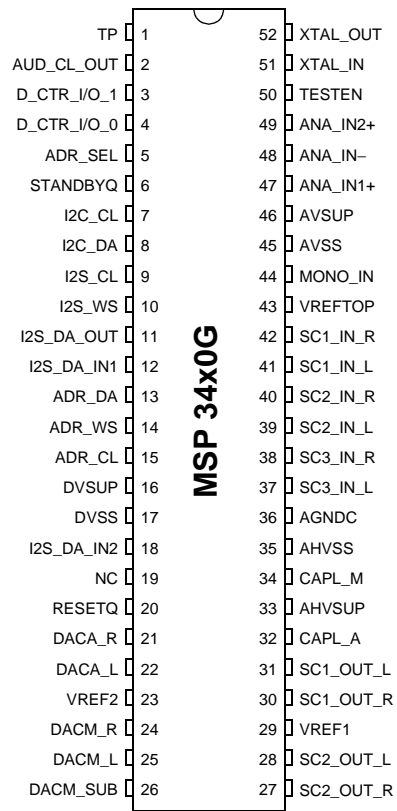 TP 1 52 XTAL_OUT
AUD_CL_OUT 2 51 XTAL_IN
D_CTR_I/O_1 3 50 TESTEN
D_CTR_I/O_0 4 49 ANA_IN2+
ADR_SEL 5 48 ANA_IN−
STANDBYQ 6 47 ANA_IN1+
I2C_CL 7 46 AVSUP
I2C_DA 8 45 AVSS
I2S_CL 9 44 MONO_IN
I2S_WS 10 43 VREFTOP
I2S_DA_OUT 11 42 SC1_IN_R
I2S_DA_IN1 12 41 SC1_IN_L
ADR_DA 13 40 SC2_IN_R
ADR_WS 14 39 SC2_IN_L
ADR_CL 15 38 SC3_IN_R
DVSUP 16 37 SC3_IN_L
DVSS 17 36 AGNDC
I2S_DA_IN2 18 35 AHVSS
NC 19 34 CAPL_M
RESETQ 20 33 AHVSUP
DACA_R 21 32 CAPL_A
DACA_L 22 31 SC1_OUT_L
VREF2 23 30 SC1_OUT_R
DACM_R 24 29 VREF1
DACM_L 25 28 SC2_OUT_L
DACM_SUB 26 27 SC2_OUT_R
MSP 34x0G